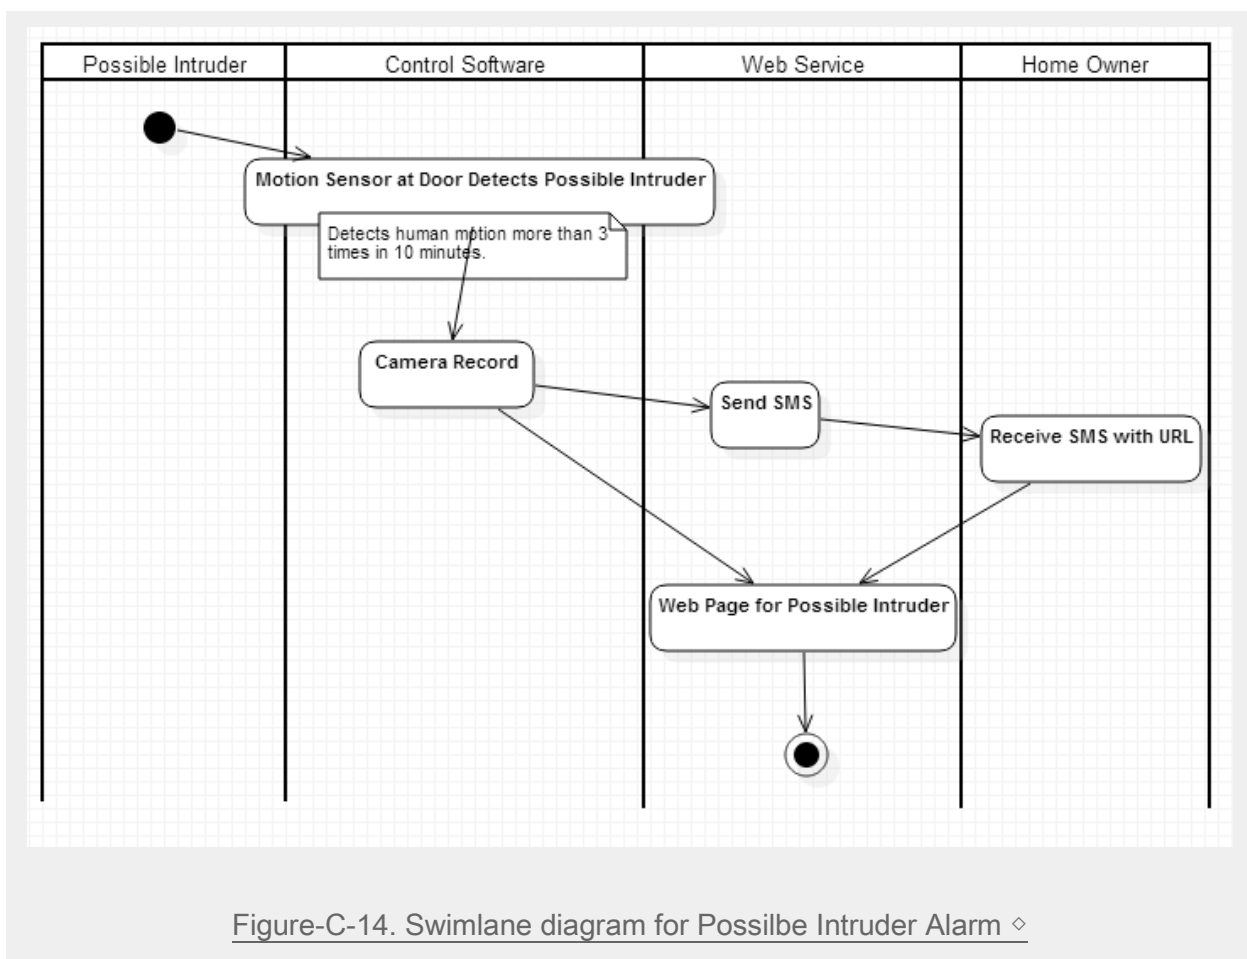 Possible Intruder
Control Software
Web Service
Home Owner
Motion Sensor at Door Detects Possible Intruder
Detects human motion more than 3
times in 10 minutes.
Camera Record
Send SMS
Receive SMS with URL
Web Page for Possible Intruder
Figure-C-14. Swimlane diagram for Possilbe Intruder Alarm ◇